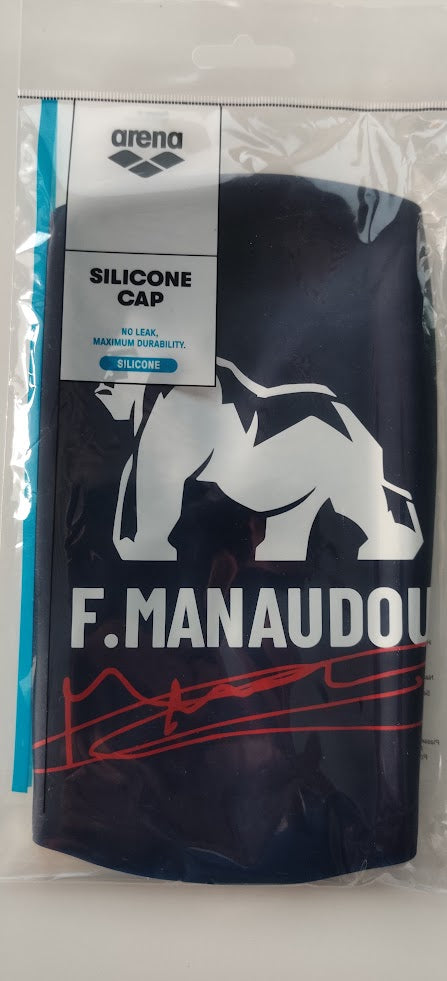 arena
SILICONE
CAP
NO LEAK,
MAXIMUM DURABILITY.
SILICONE
F.MANAUDOU